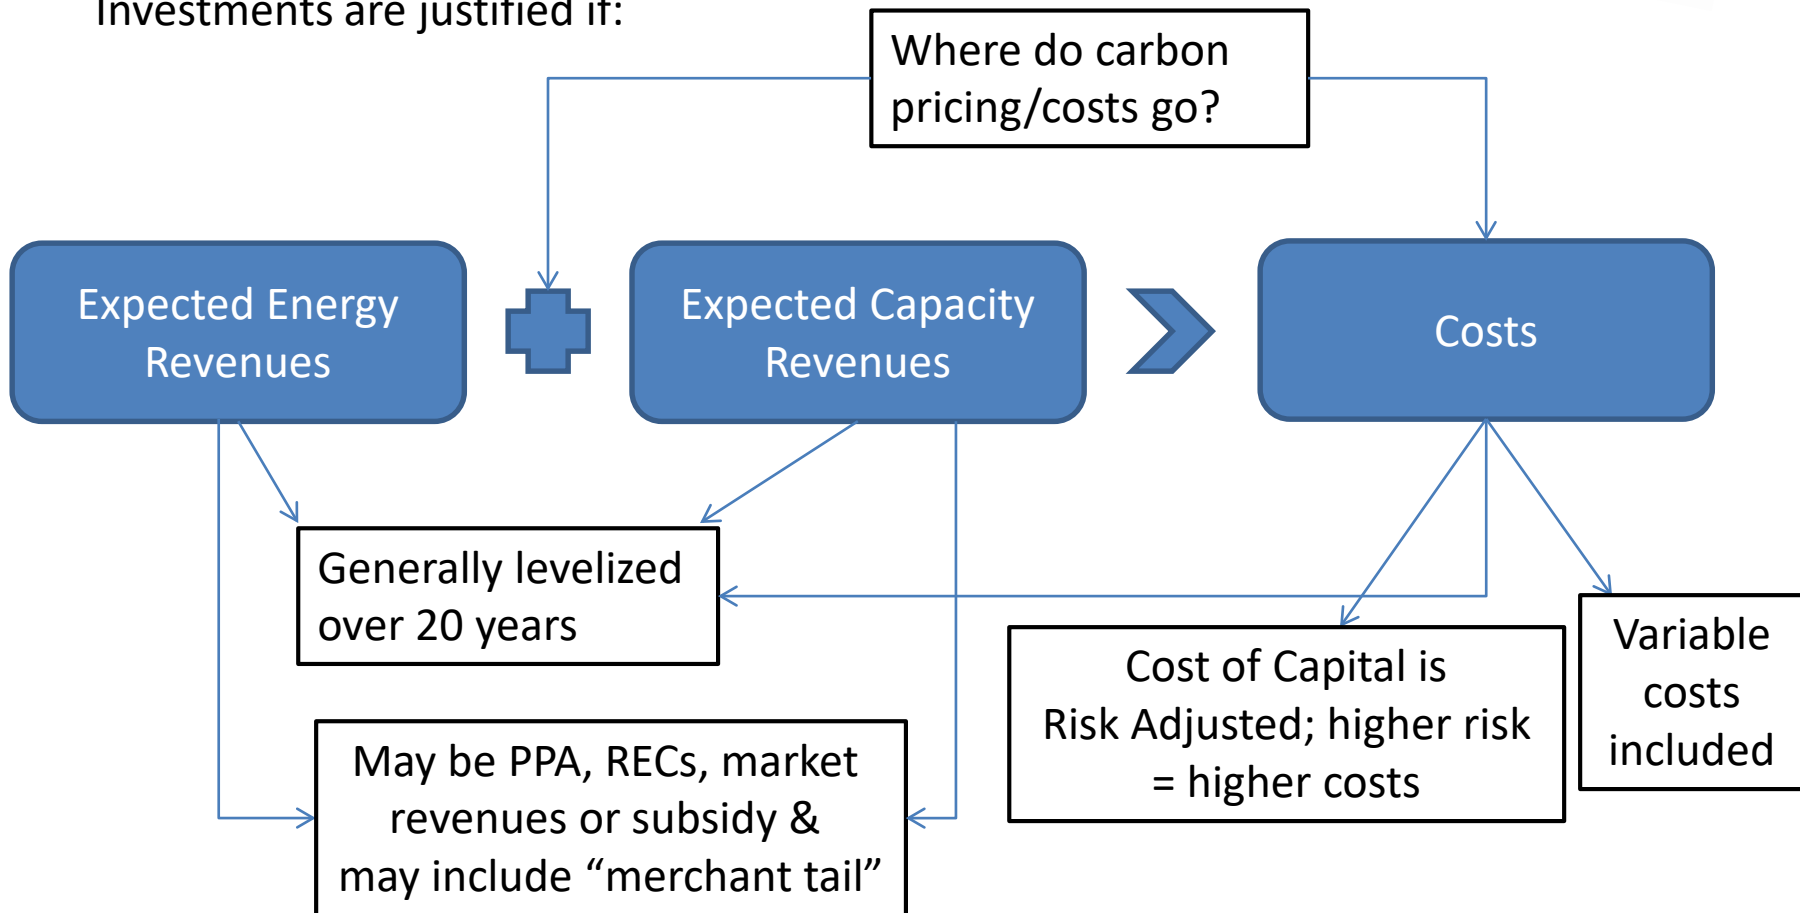 Investments are justified if:
Where do carbon
pricing/costs go?
Expected Energy
Revenues
Expected Capacity
Revenues
Costs
Generally levelized
over 20 years
Cost of Capital is
Risk Adjusted; higher risk
= higher costs
Variable
costs
included
May be PPA, RECs, market
revenues or subsidy &
may include “merchant tail”